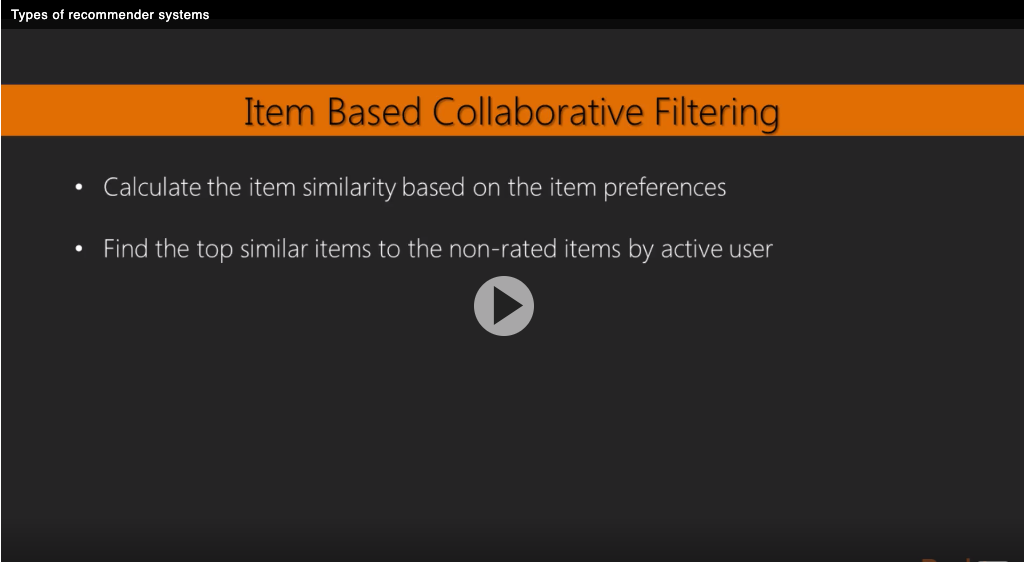 Types of recommender systems
Item Based Collaborative Filtering
• Calculate the item similarity based on the item preferences
• Find the top similar items to the non-rated items by active user